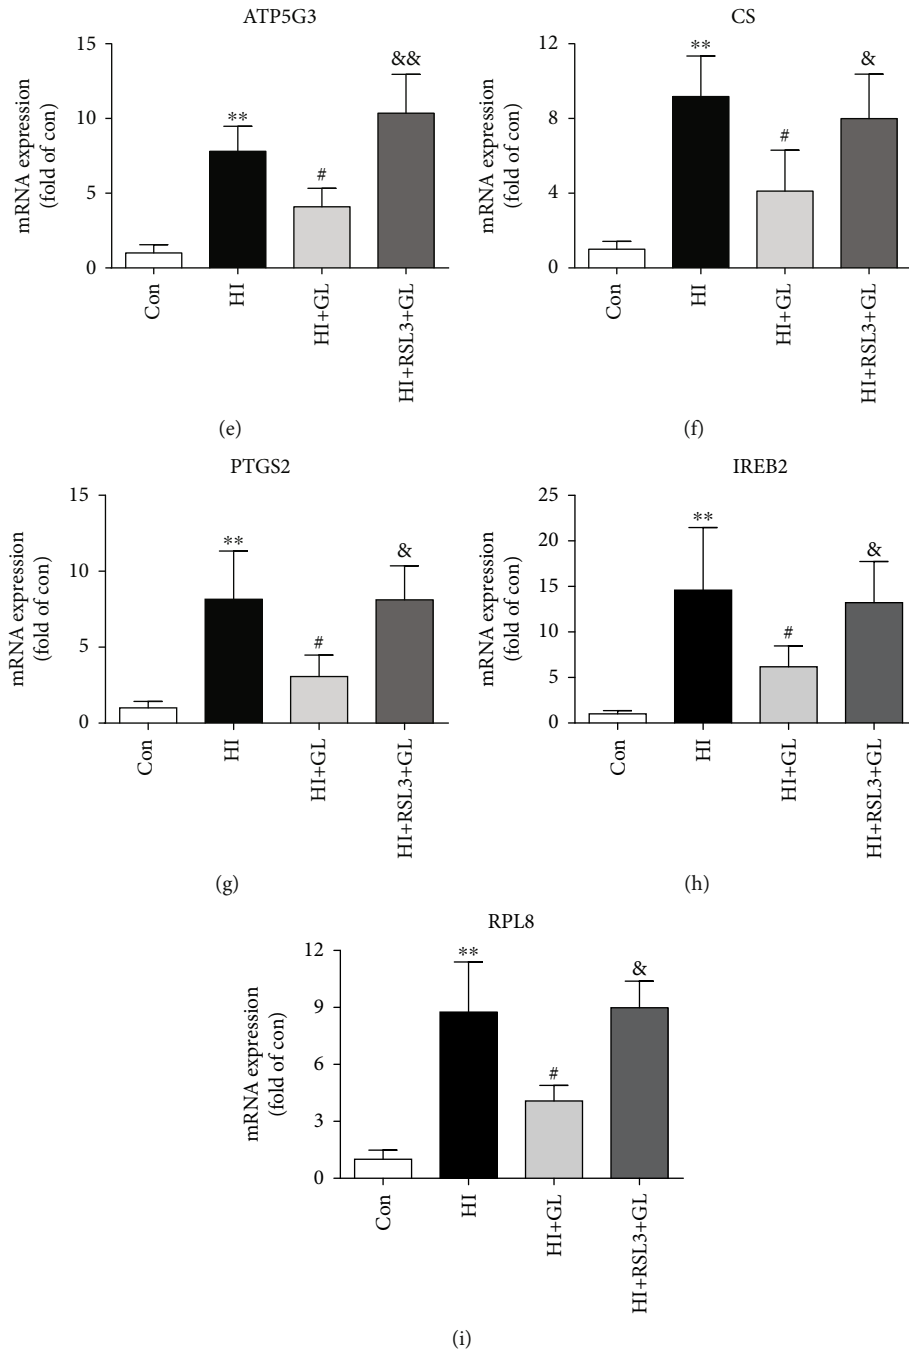 ATP5G3
mRNA expression
(fold of con)
15
10
5
0
**
#
&&
Con
HI
HI+GL
HI+RSL3+GL
(e)
CS
mRNA expression
(fold of con)
12
8
4
0
**
#
&
Con
HI
HI+GL
HI+RSL3+GL
(f)
PTGS2
mRNA expression
(fold of con)
15
10
5
0
**
#
&
Con
HI
HI+GL
HI+RSL3+GL
(g)
IREB2
mRNA expression
(fold of con)
25
20
15
10
5
0
**
#
&
Con
HI
HI+GL
HI+RSL3+GL
(h)
RPL8
mRNA expression
(fold of con)
12
9
6
3
0
**
#
&
Con
HI
HI+GL
HI+RSL3+GL
(i)